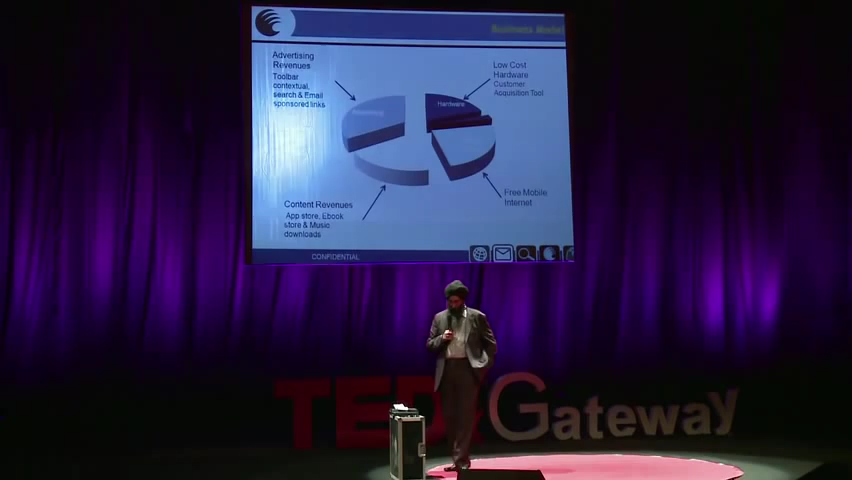 Business Model
Advertising
Revenues
Toolbar
contextual,
search & Email
sponsored links
Low Cost
Hardware
Customer
Acquisition Tool
Advertising
Hardware
Content Revenues
App store, Ebook
store & Music
downloads
Free Mobile
Internet
CONFIDENTIAL
TEDxGateway